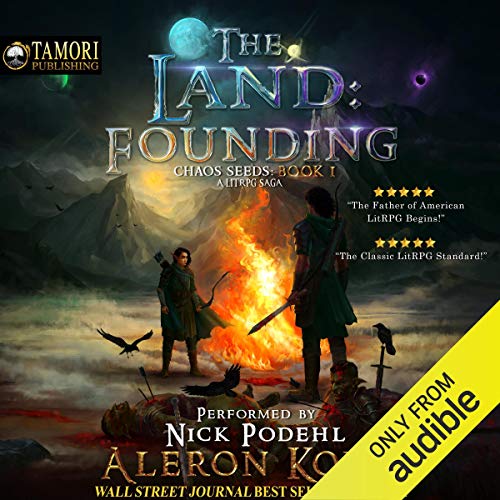 TAMORI
PUBLISHING
THE
LAND:
FOUNDING
CHAOS SEEDS: BOOK 1
A LITRPG SAGA
“The Father of American
LitRPG Begins!”
“The Classic LitRPG Standard!”
PERFORMED BY
NICK PODEHL
ALERON
WALL STREET JOURNAL BEST
ONLY FROM
audible